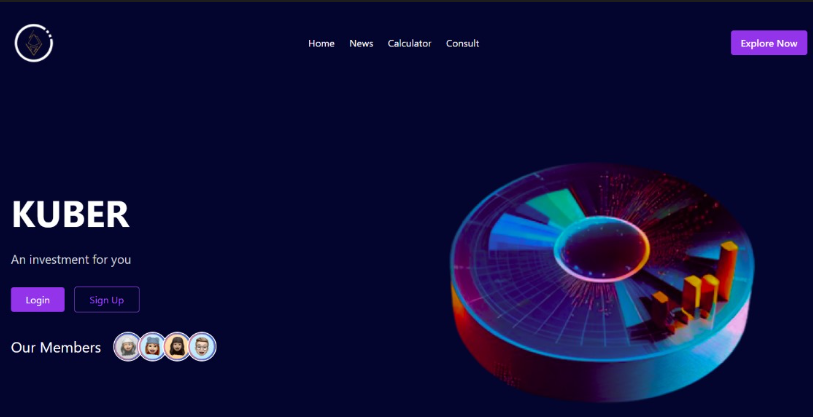 Home News Calculator Consult
Explore Now
KUBER
An investment for you
Login Sign Up
Our Members